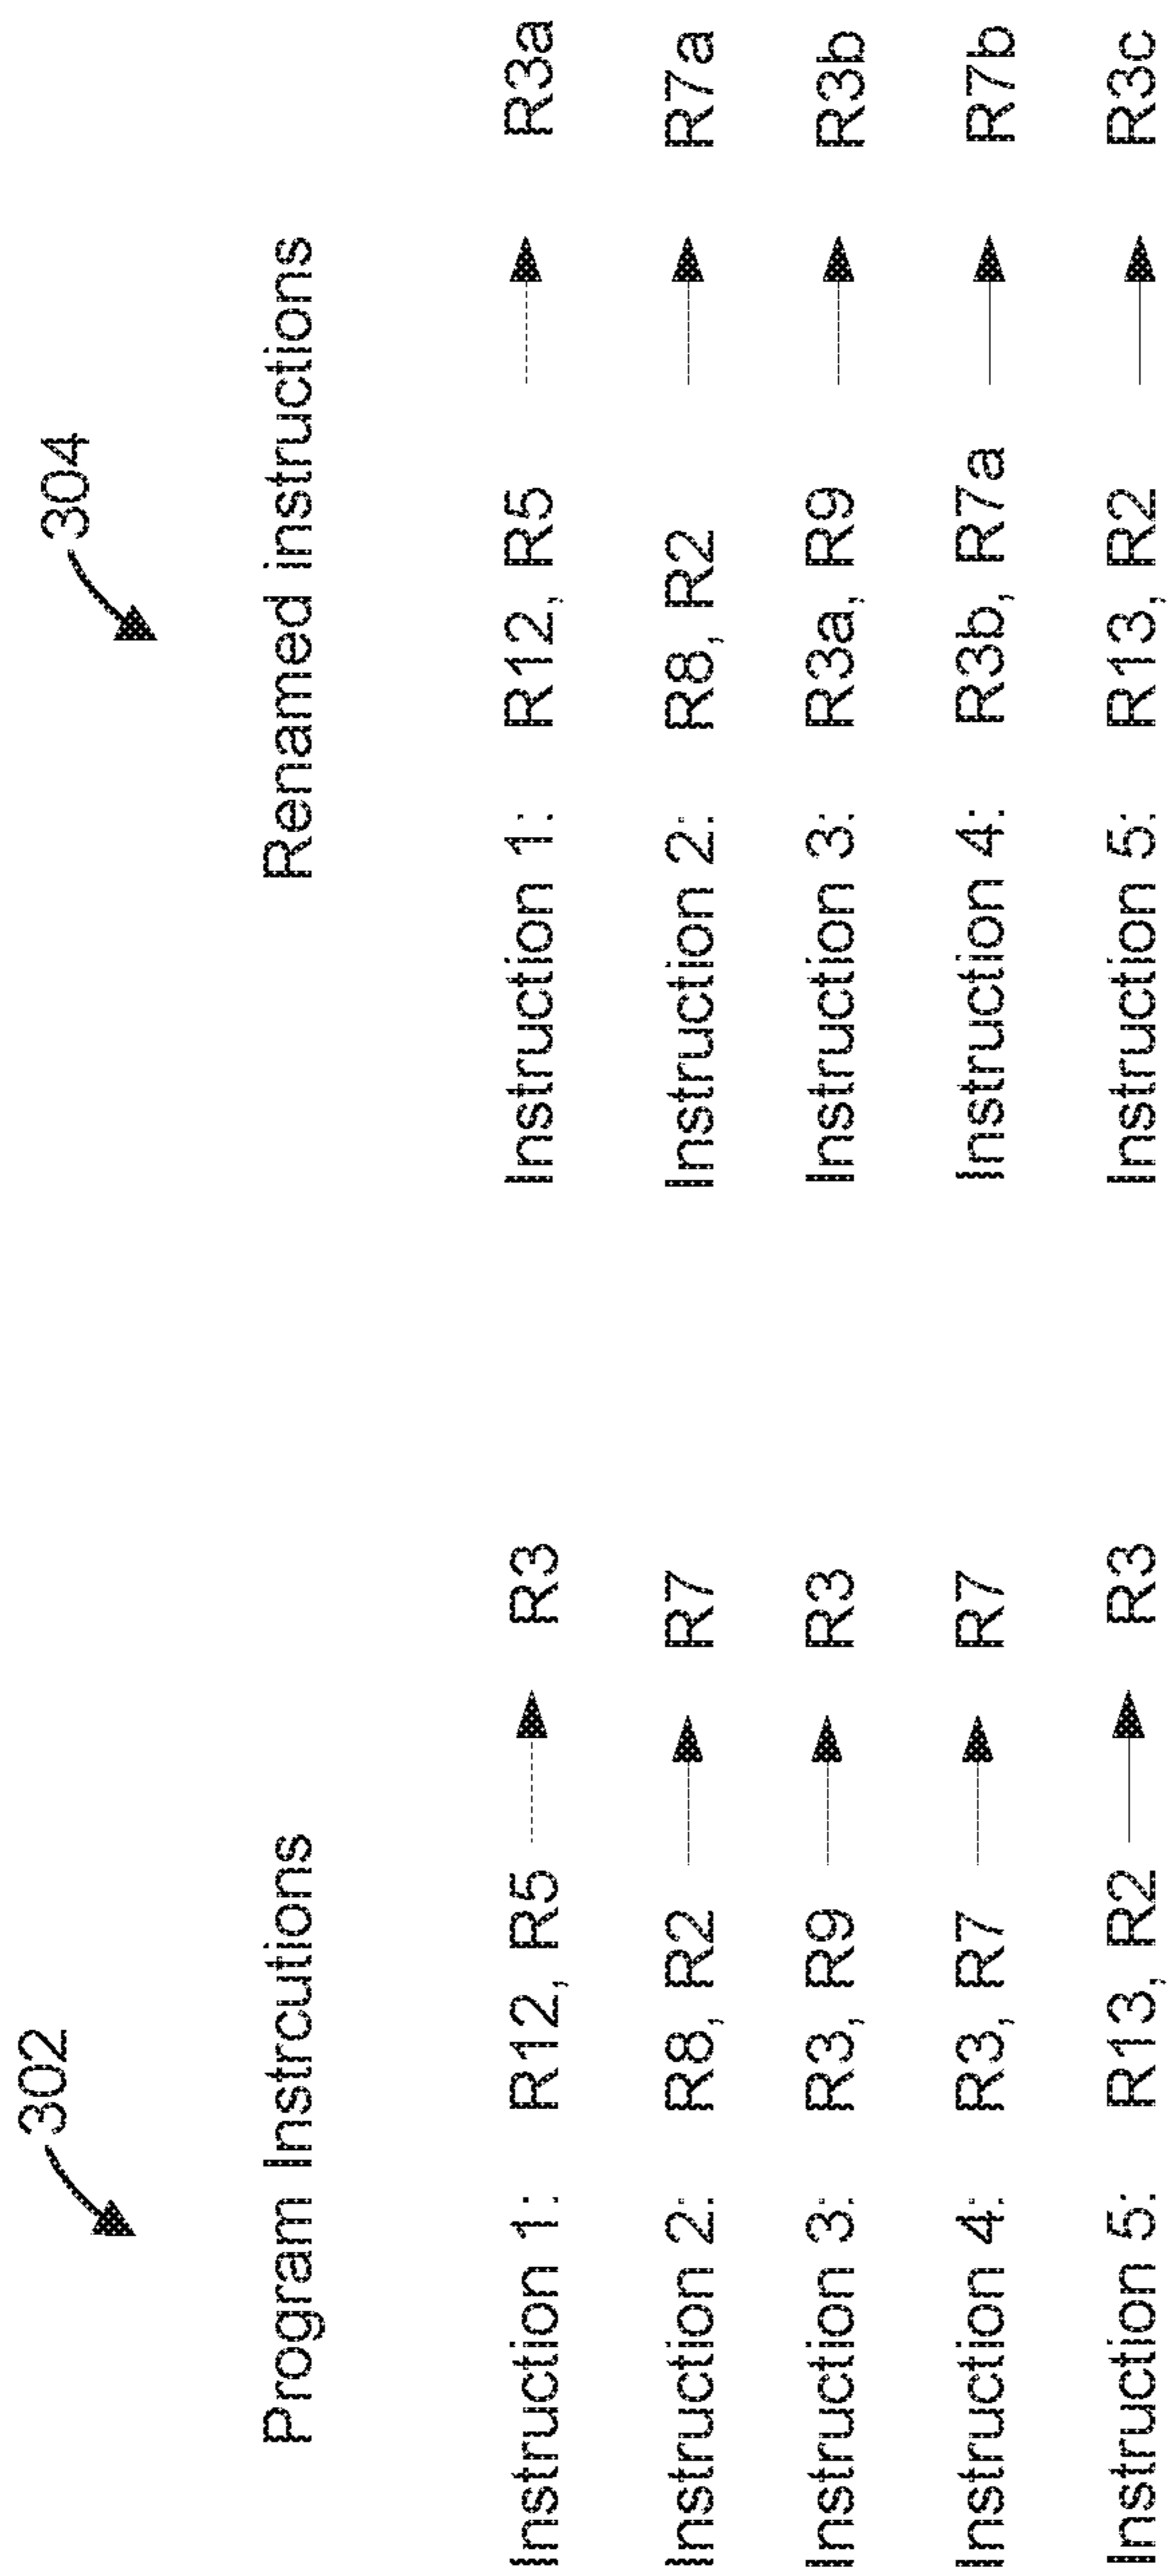 302
Program Instrcutions
Instruction 1: R12, R5 R3
Instruction 2: R8, R2 R7
Instruction 3: R3, R9 R3
Instruction 4: R3, R7 R7
Instruction 5: R13, R2 R3
304
Renamed instructions
Instruction 1: R12, R5 R3a
Instruction 2: R8, R2 R7a
Instruction 3: R3a, R9 R3b
Instruction 4: R3b, R7a R7b
Instruction 5: R13, R2 R3c